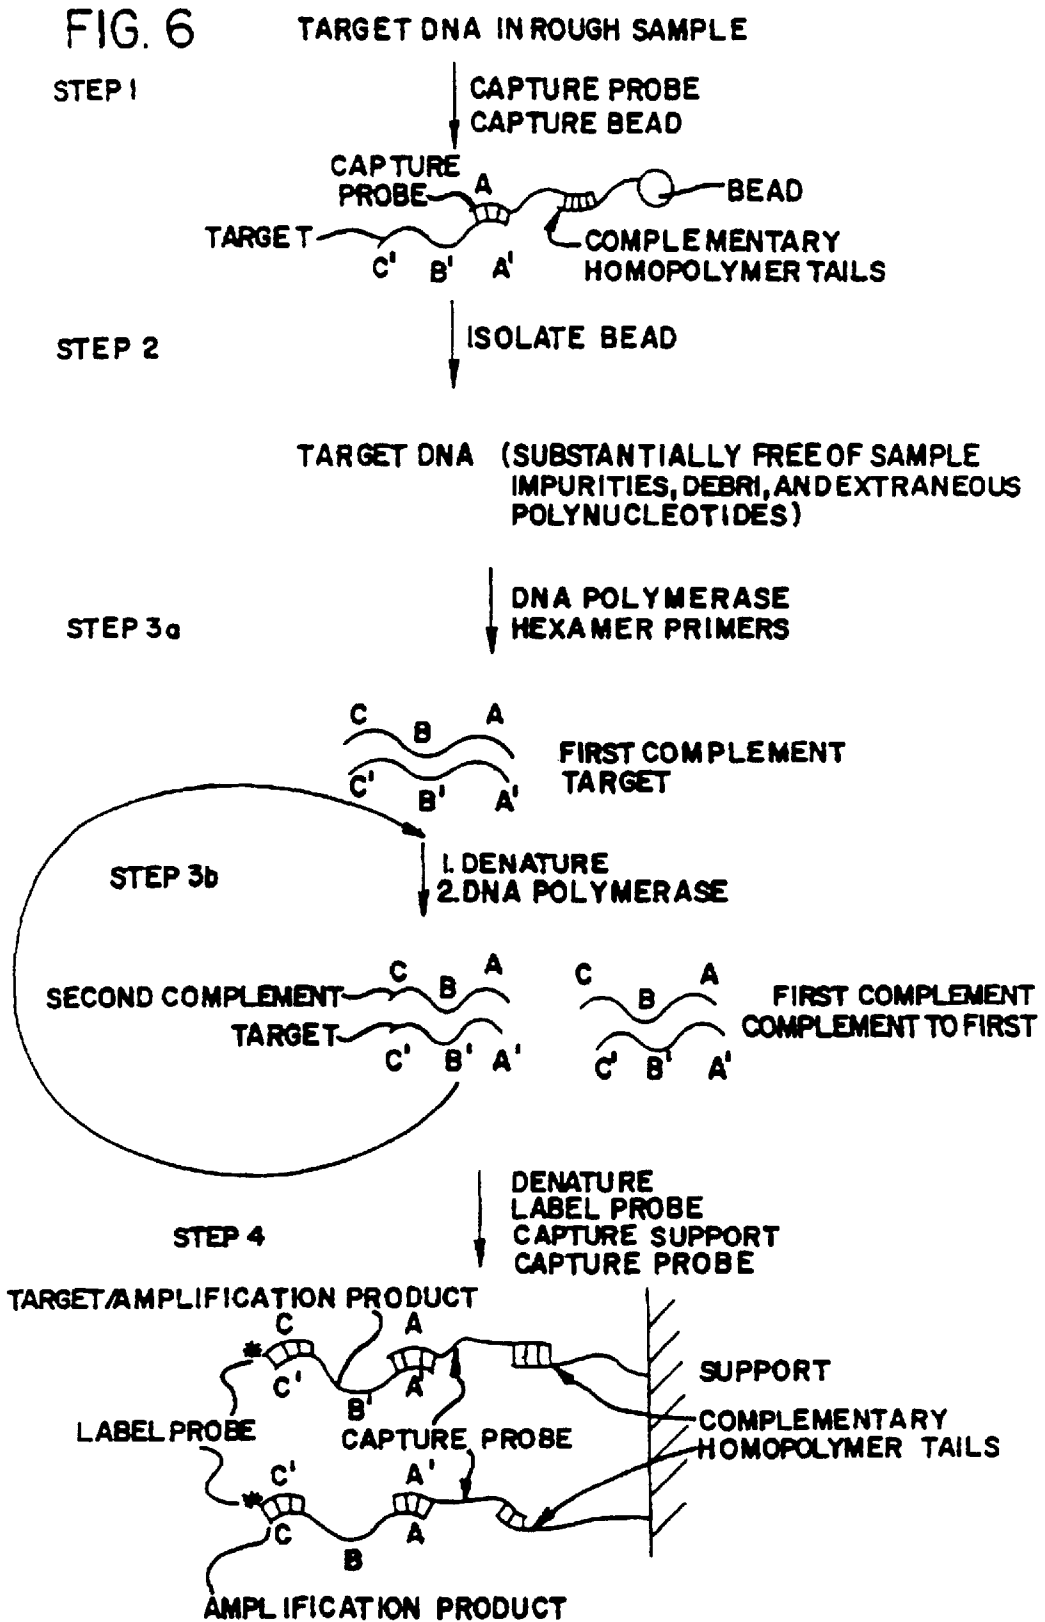 FIG. 6
TARGET DNA IN ROUGH SAMPLE
STEP 1
CAPTURE PROBE
CAPTURE BEAD
CAPTURE
PROBE
A
BEAD
TARGET
COMPLEMENTARY
HOMOPOLYMER TAILS
C' B' A'
ISOLATE BEAD
STEP 2
TARGET DNA (SUBSTANTIALLY FREE OF SAMPLE
IMPURITIES, DEBRI, AND EXTRANEOUS
POLYNUCLEOTIDES)
DNA POLYMERASE
HEXAMER PRIMERS
STEP 3a
C B A
FIRST COMPLEMENT
TARGET
C' B' A'
STEP 3b
1. DENATURE
2. DNA POLYMERASE
C B A
C B A
SECOND COMPLEMENT
FIRST COMPLEMENT
TARGET
COMPLEMENT TO FIRST
C' B' A'
C' B' A'
DENATURE
LABEL PROBE
CAPTURE SUPPORT
CAPTURE PROBE
STEP 4
TARGET/AMPLIFICATION PRODUCT
C A
*
C' B' A'
SUPPORT
LABEL PROBE
CAPTURE PROBE
COMPLEMENTARY
HOMOPOLYMER TAILS
C' A'
*
C B A
AMPLIFICATION PRODUCT